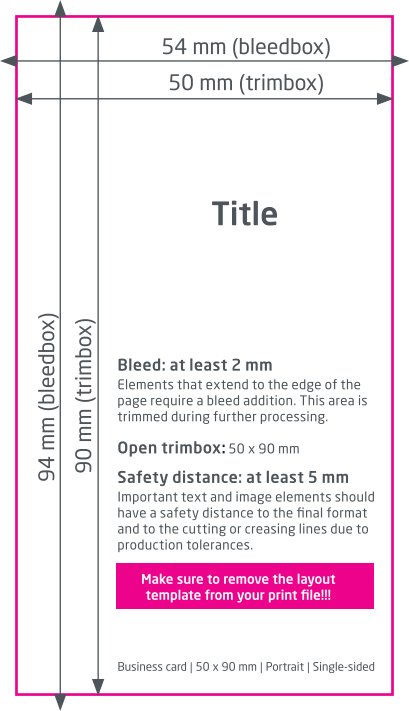 54 mm (bleedbox)
50 mm (trimbox)
Title
94 mm (bleedbox)
90 mm (trimbox)
Bleed: at least 2 mm
Elements that extend to the edge of the
page require a bleed addition. This area is
trimmed during further processing.
Open trimbox: 50 x 90 mm
Safety distance: at least 5 mm
Important text and image elements should
have a safety distance to the final format
and to the cutting or creasing lines due to
production tolerances.
Make sure to remove the layout
template from your print file!!!
Business card | 50 x 90 mm | Portrait | Single-sided